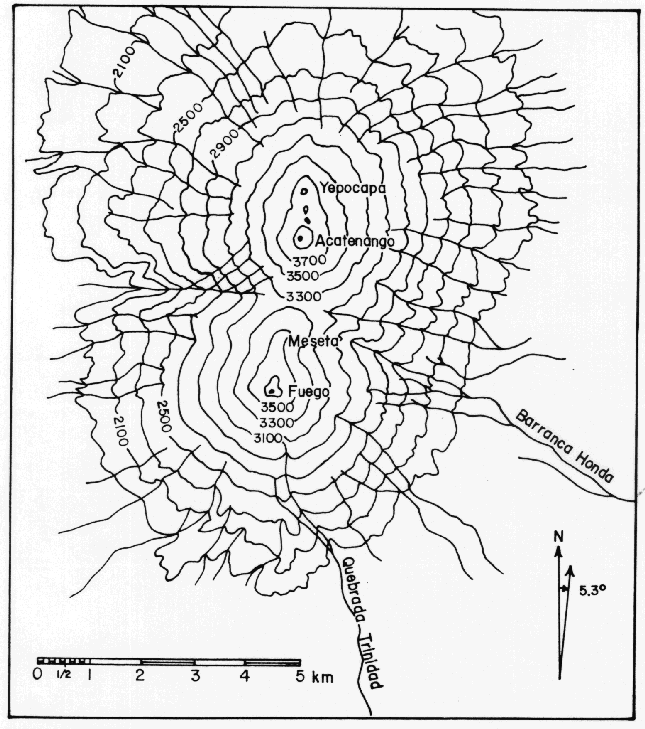 2100
2500
2900
Yepocapa
Acatenango
3700
3500
3300
Meseta
Fuego
3500
3300
3100
2500
2100
Barranca Honda
Quebrada Trinidad
N
5.3°
0 1/2 1 2 3 4 5 km